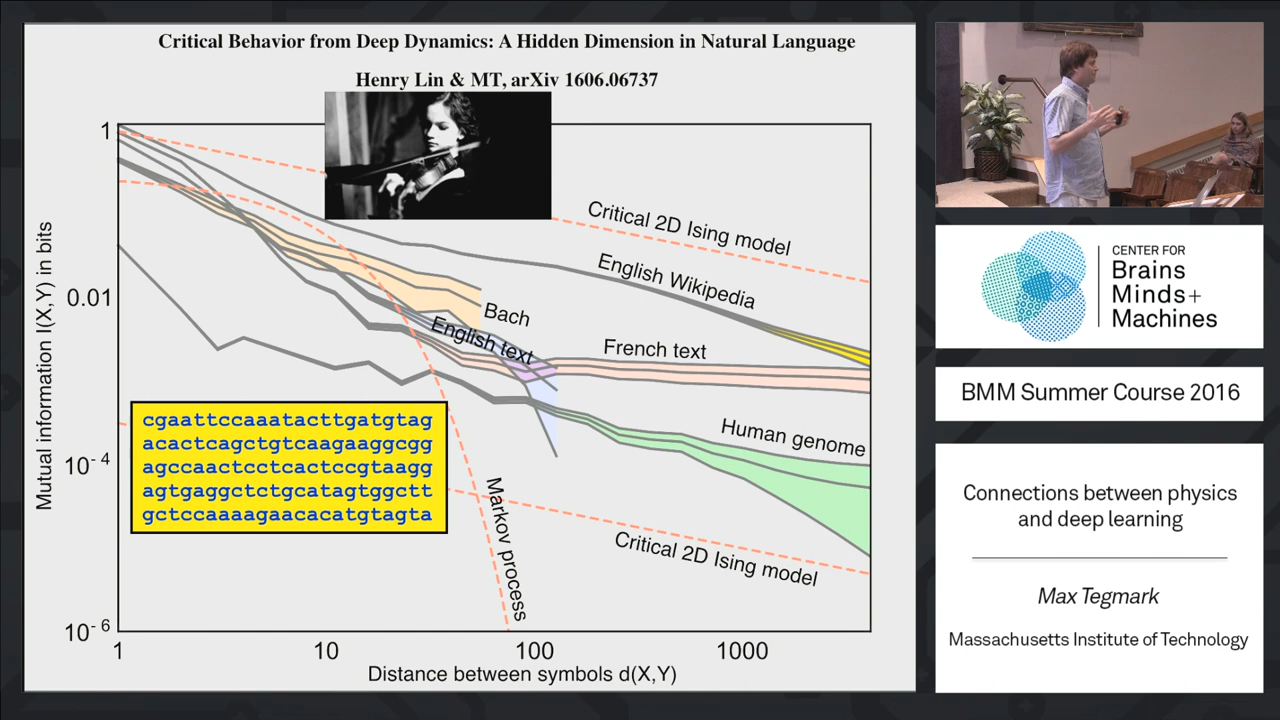 Critical Behavior from Deep Dynamics: A Hidden Dimension in Natural Language
Henry Lin & MT, arXiv 1606.06737
1
0.01
10-4
10-6
Mutual information I(X,Y) in bits
Critical 2D Ising model
English Wikipedia
Bach
English text
French text
Human genome
Markov process
Critical 2D Ising model
cgaattccaaatacttgatgtag
acactcagctgtcaagaaggcgg
agccaactcctcactccgtaagg
agtgaggctctgcatagtggctt
gctccaaaagaacacatgtagta
1
10
100
1000
Distance between symbols d(X,Y)
CENTER FOR
Brains
Minds+
Machines
BMM Summer Course 2016
Connections between physics
and deep learning
Max Tegmark
Massachusetts Institute of Technology